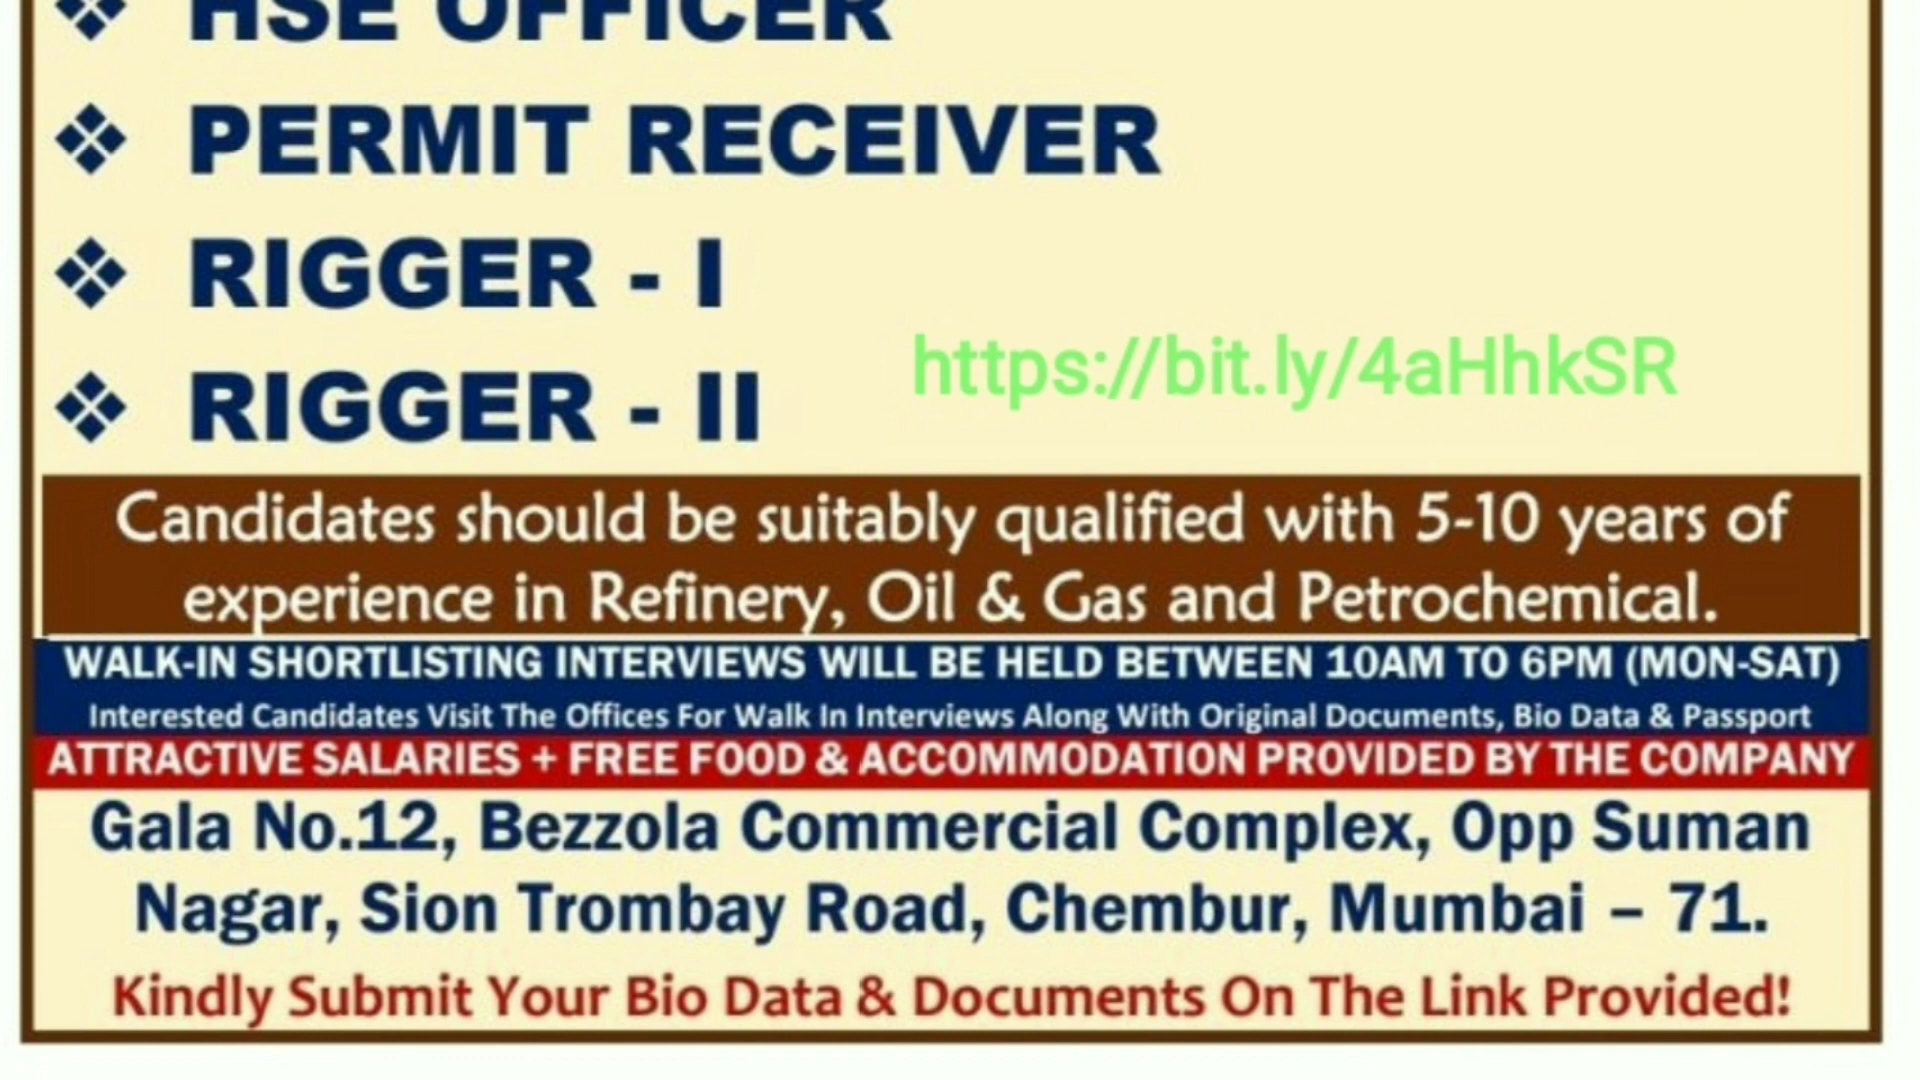 HSE OFFICER
PERMIT RECEIVER
RIGGER - I
https://bit.ly/4aHhkSR
RIGGER - II
Candidates should be suitably qualified with 5-10 years of
experience in Refinery, Oil & Gas and Petrochemical.
WALK-IN SHORTLISTING INTERVIEWS WILL BE HELD BETWEEN 10AM TO 6PM (MON-SAT)
Interested Candidates Visit The Offices For Walk In Interviews Along With Original Documents, Bio Data & Passport
ATTRACTIVE SALARIES + FREE FOOD & ACCOMMODATION PROVIDED BY THE COMPANY
Gala No.12, Bezzola Commercial Complex, Opp Suman
Nagar, Sion Trombay Road, Chembur, Mumbai – 71.
Kindly Submit Your Bio Data & Documents On The Link Provided!